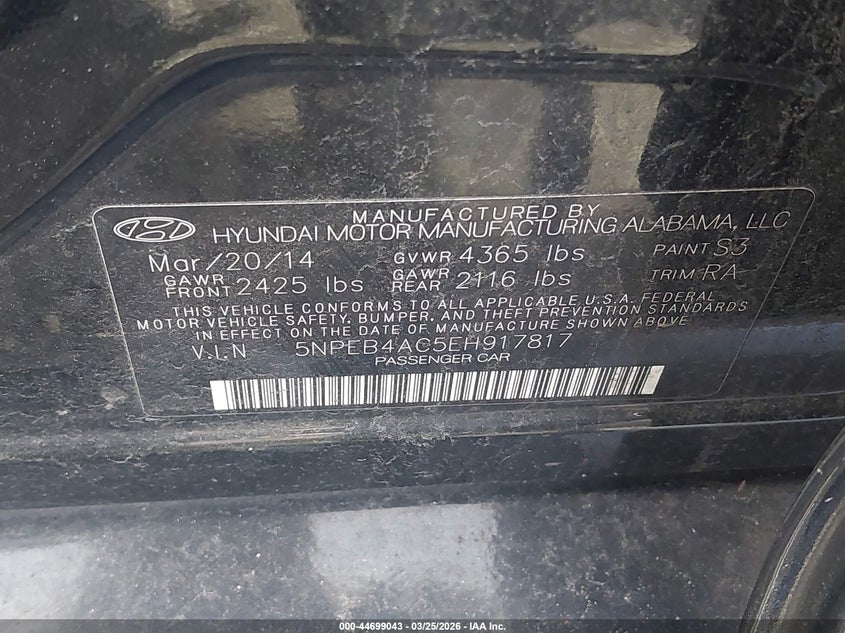 MANUFACTURED BY
HYUNDAI MOTOR MANUFACTURING ALABAMA, LLC
Mar/20/14 GVWR 4365 lbs PAINT S3
GAWR FRONT 2425 lbs GAWR REAR 2116 lbs TRIM RA
THIS VEHICLE CONFORMS TO ALL APPLICABLE U.S.A. FEDERAL
MOTOR VEHICLE SAFETY, BUMPER, AND THEFT PREVENTION STANDARDS
IN EFFECT ON THE DATE OF MANUFACTURE SHOWN ABOVE
V.I.N 5NPEB4AC5EH917817
PASSENGER CAR
000-44699043 - 03/25/2026 - IAA Inc.